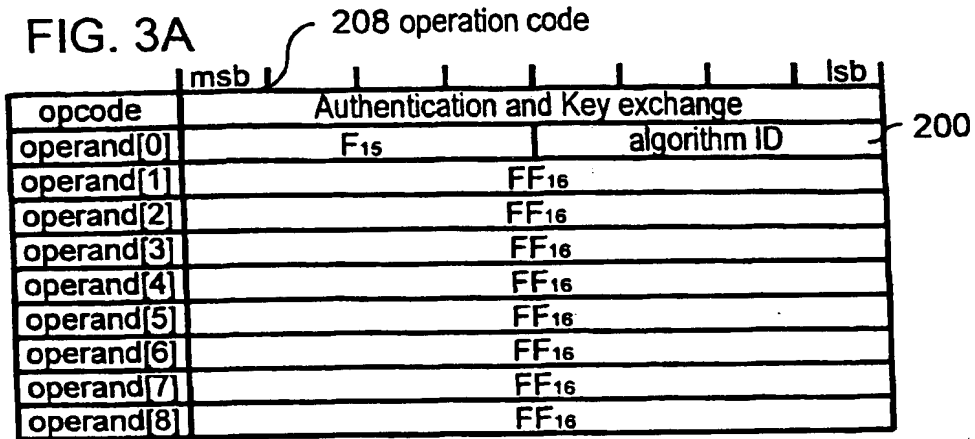 FIG. 3A
208 operation code
msb lsb
opcode Authentication and Key exchange
operand[0] F15 algorithm ID 200
operand[1] FF16
operand[2] FF16
operand[3] FF16
operand[4] FF16
operand[5] FF16
operand[6] FF16
operand[7] FF16
operand[8] FF16